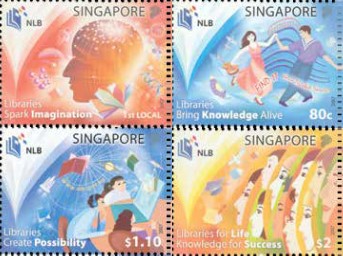 SINGAPORE
NLB
Libraries
Spark Imagination
1st LOCAL
SINGAPORE
NLB
Libraries
Bring Knowledge Alive
80c
SINGAPORE
NLB
Libraries
Create Possibility
$1.10
SINGAPORE
NLB
Libraries for Life
Knowledge for Success
$2